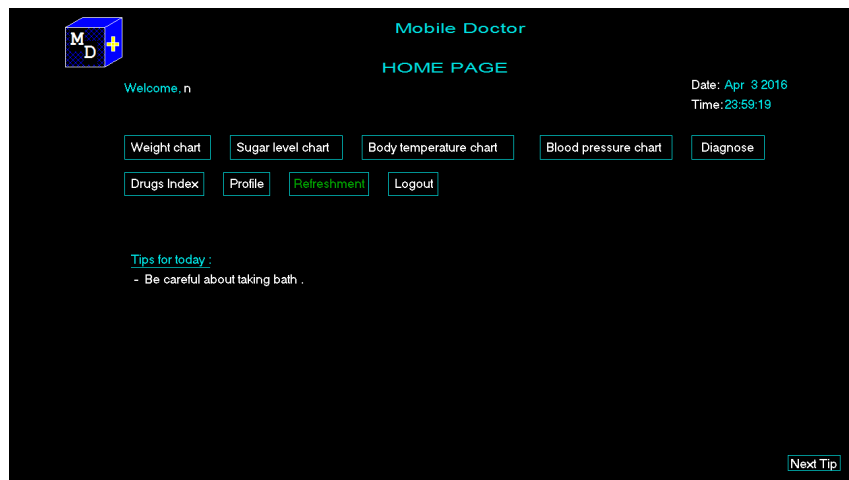 Mobile Doctor
M
D
HOME PAGE
Welcome, n
Date: Apr 3 2016
Time:23:59:19
Weight chart Sugar level chart Body temperature chart Blood pressure chart Diagnose
Drugs Index Profile Refreshment Logout
Tips for today :
- Be careful about taking bath .
Next Tip